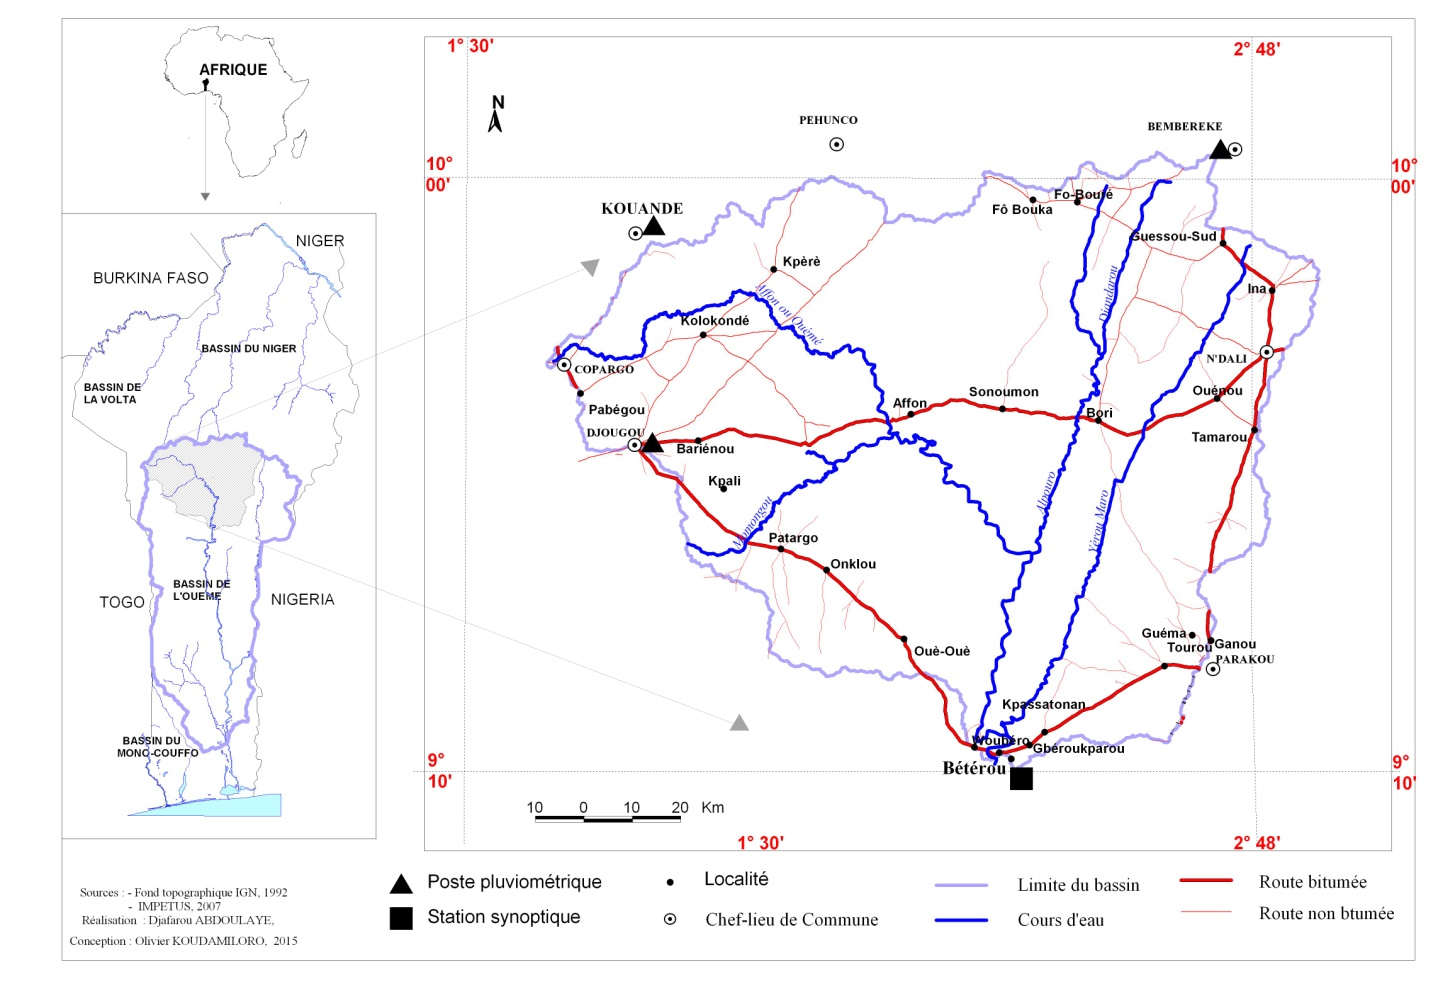 AFRIQUE
NIGER
BURKINA FASO
BASSIN DU NIGER
BASSIN DE
LA VOLTA
TOGO
BASSIN DE
L'OUEME
NIGERIA
BASSIN DU
MONO-COUFFO
Sources : - Fond topographique IGN, 1992
- IMPETUS, 2007
Réalisation : Djafarou ABDOULAYE,
Conception : Olivier KOUDAMILORO, 2015
1° 30'
2° 48'
N
PEHUNCO
BEMBEREKE
10°
00'
10°
00'
KOUANDE
Fô Bouka
Fo-Bouré
Guessou-Sud
Kpèrè
Ina
Affon ou Ouémé
Diandarou
Kolokondé
N'DALI
COPARGO
Ouénou
Pabégou
Affon
Sonoumon
Bori
DJOUGOU
Tamarou
Bariénou
Kpali
Alpouro
Yérou Maro
Momongou
Patargo
Onklou
Ouè-Ouè
Guéma
Tourou
Ganou
PARAKOU
Kpassatonan
Woubéro
Gbéroukparou
Bétérou
9°
10'
9°
10'
10 0 10 20 Km
1° 30'
2° 48'
Poste pluviométrique
Station synoptique
Localité
Chef-lieu de Commune
Limite du bassin
Cours d'eau
Route bitumée
Route non btumée